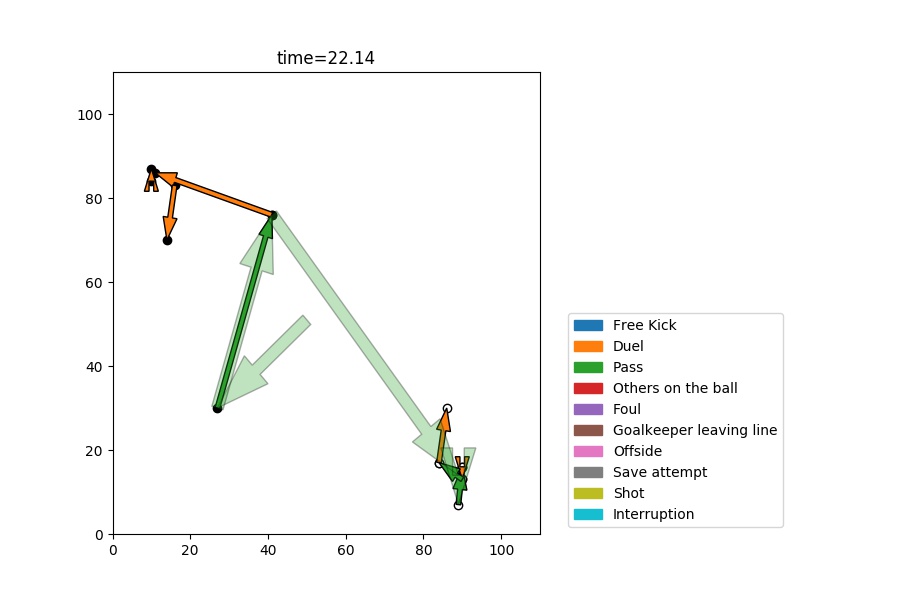 time=22.14
100
80
60
40
20
0
0 20 40 60 80 100
Free Kick
Duel
Pass
Others on the ball
Foul
Goalkeeper leaving line
Offside
Save attempt
Shot
Interruption